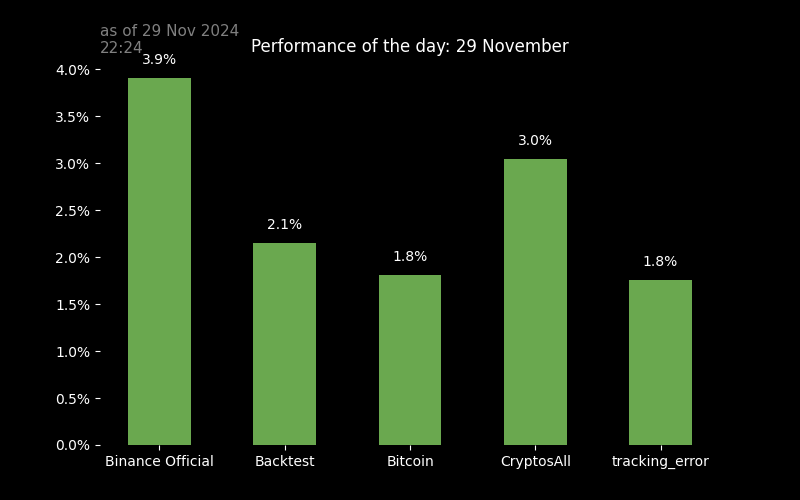 as of 29 Nov 2024
22:24
Performance of the day: 29 November
4.0%
3.5%
3.0%
2.5%
2.0%
1.5%
1.0%
0.5%
0.0%
3.9%
2.1%
1.8%
3.0%
1.8%
Binance Official
Backtest
Bitcoin
CryptosAll
tracking_error